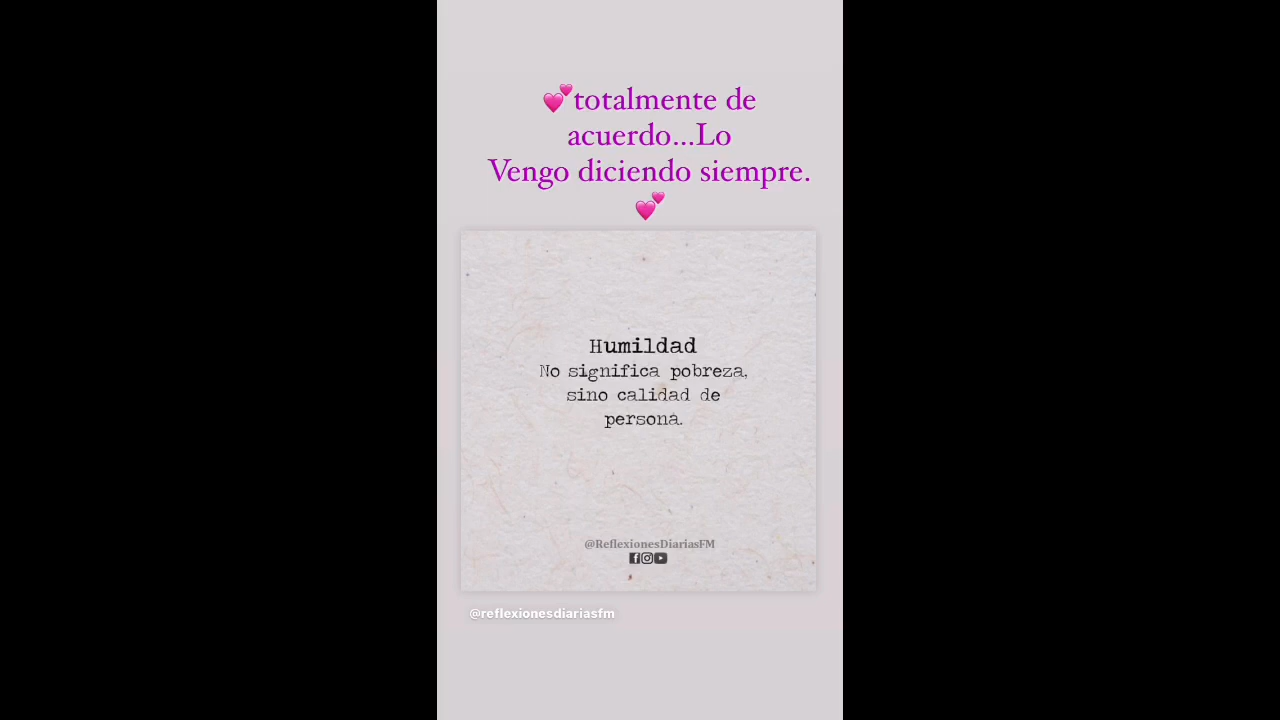 💕totalmente de
acuerdo...Lo
Vengo diciendo siempre.
💕
Humildad
No significa pobreza,
sino calidad de
persona.
@ReflexionesDiariasFM
@reflexionesdiariasfm